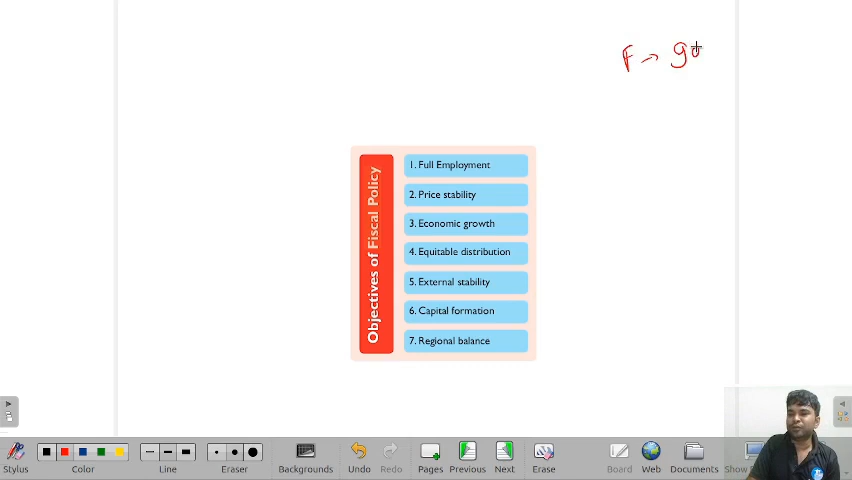 F → go
Objectives of Fiscal Policy
1. Full Employment
2. Price stability
3. Economic growth
4. Equitable distribution
5. External stability
6. Capital formation
7. Regional balance
Stylus
Color
Line
Eraser
Backgrounds
Undo
Redo
Pages
Previous
Next
Erase
Board
Web
Documents
Show